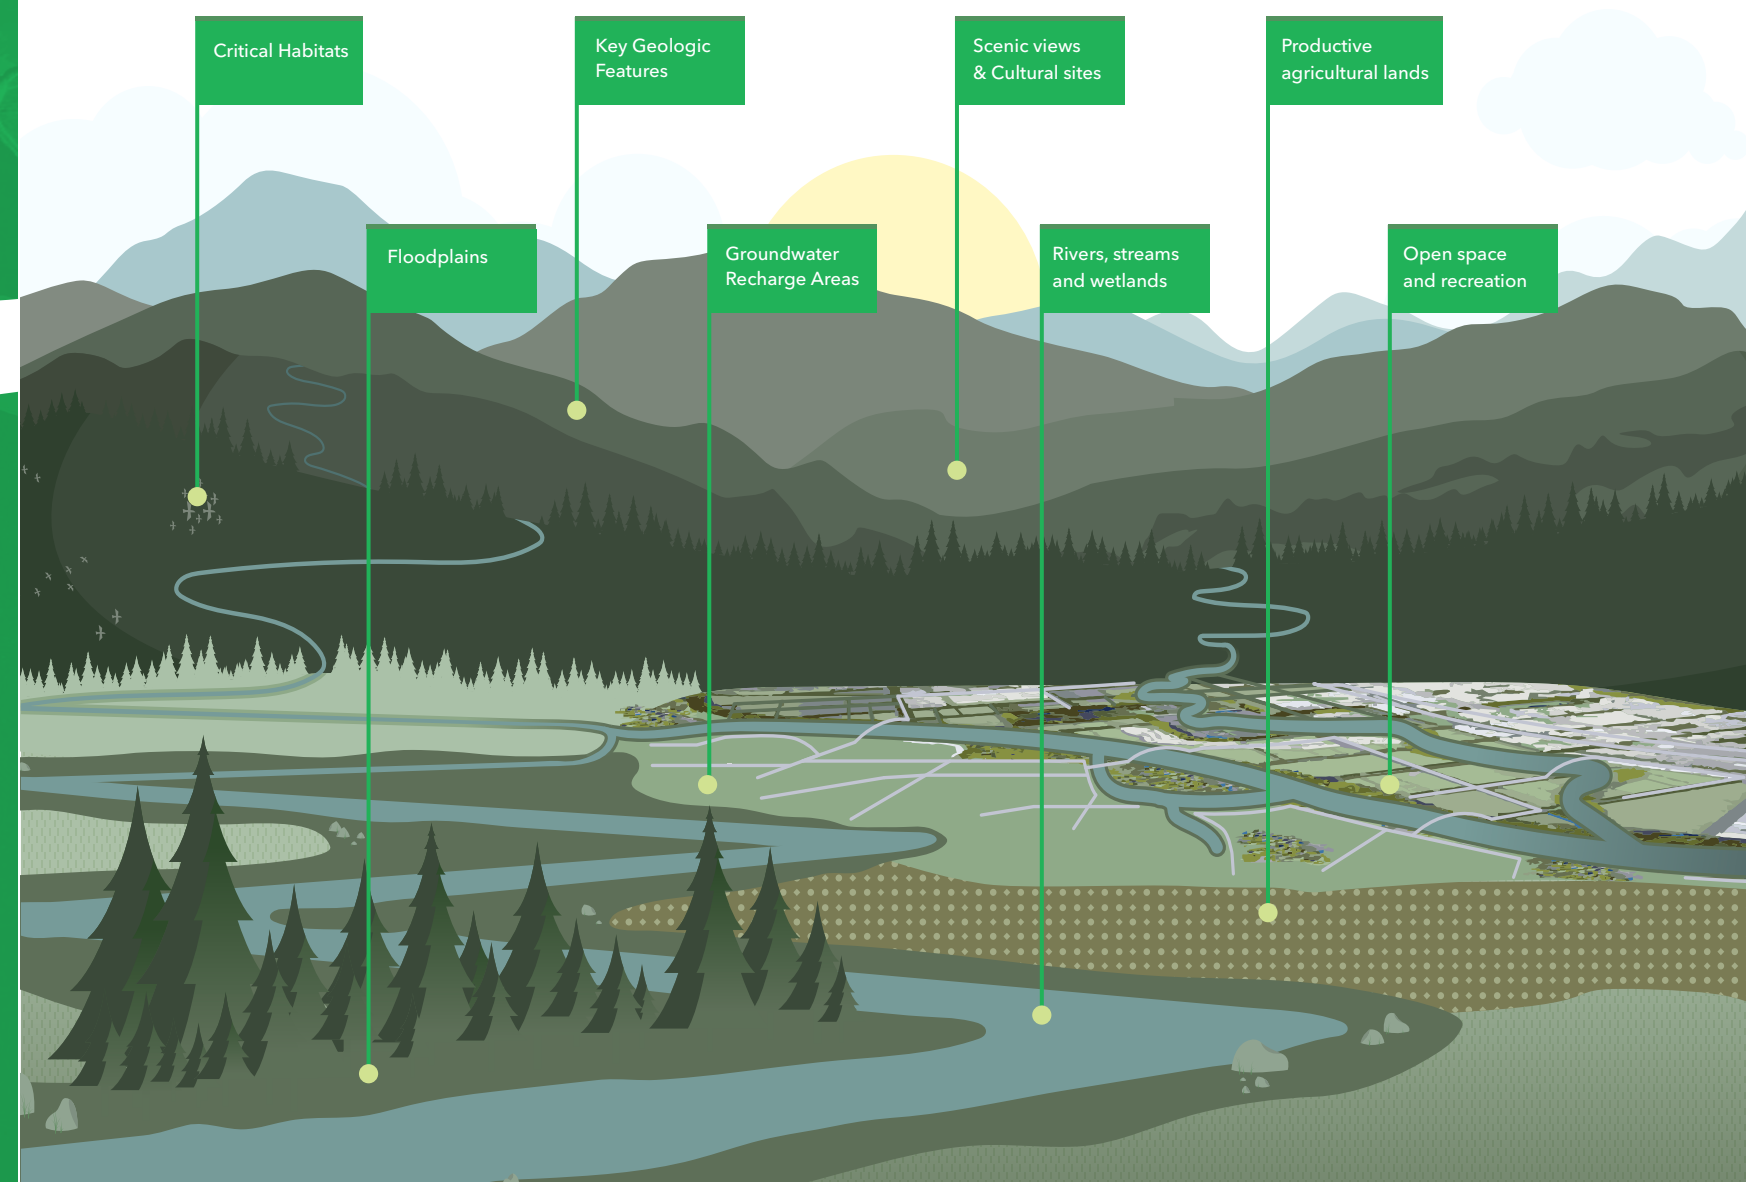 Critical Habitats
Key Geologic
Features
Scenic views
& Cultural sites
Productive
agricultural lands
Floodplains
Groundwater
Recharge Areas
Rivers, streams
and wetlands
Open space
and recreation